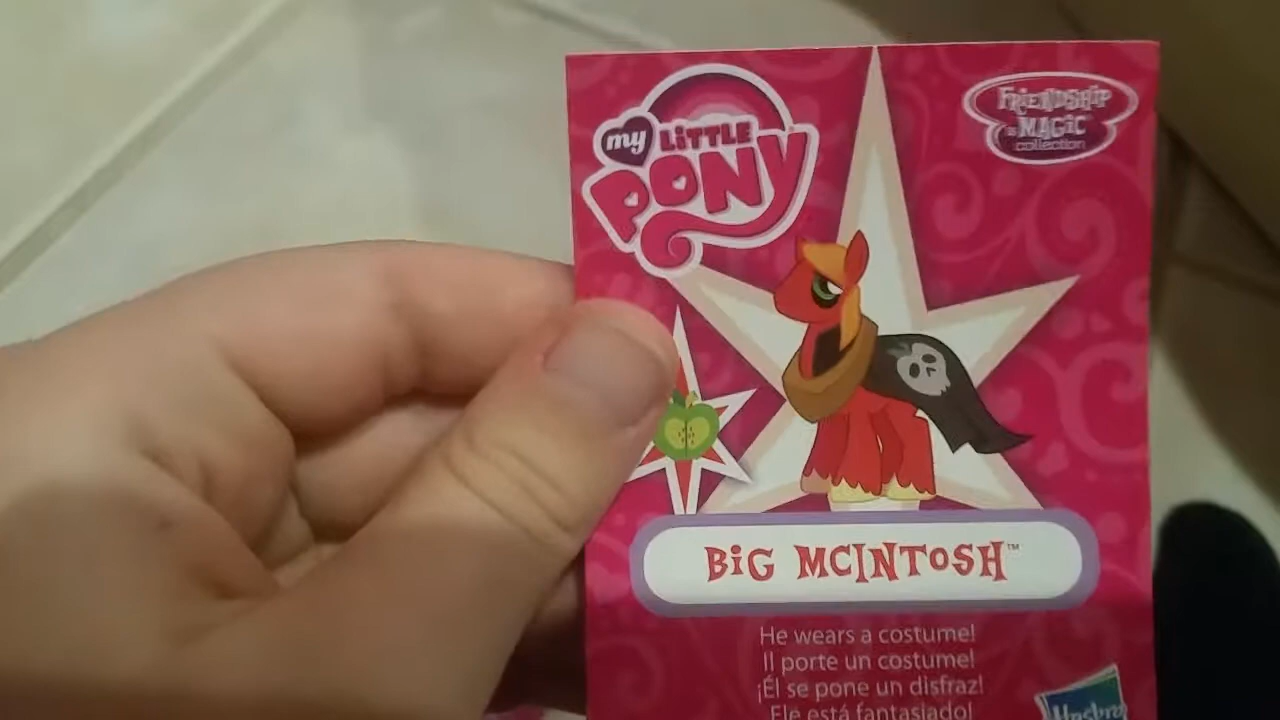 my LiTTLE
PONY
FRIENDSHIP
is MAGIC
collection
BiG MCINTOSH™
He wears a costume!
Il porte un costume!
¡Él se pone un disfraz!
Ele está fantasiado!
Hasbro